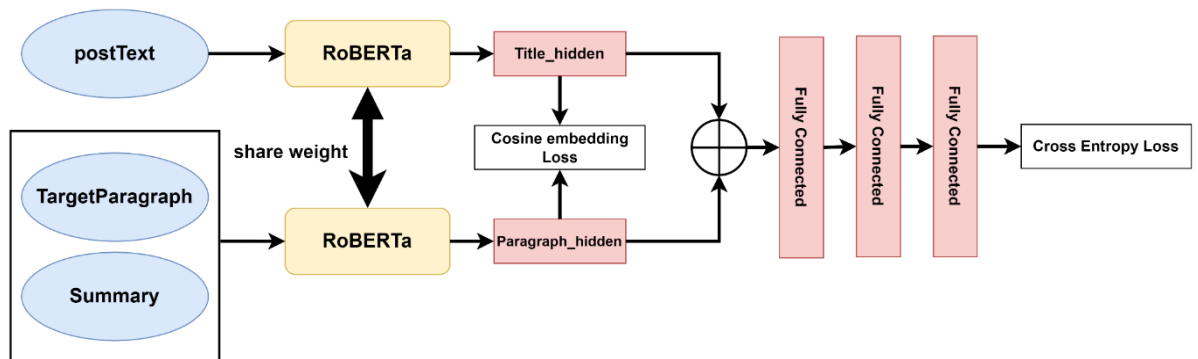 postText
RoBERTa
Title_hidden
share weight
Cosine embedding
Loss
TargetParagraph
Summary
RoBERTa
Paragraph_hidden
Fully Connected
Fully Connected
Fully Connected
Cross Entropy Loss